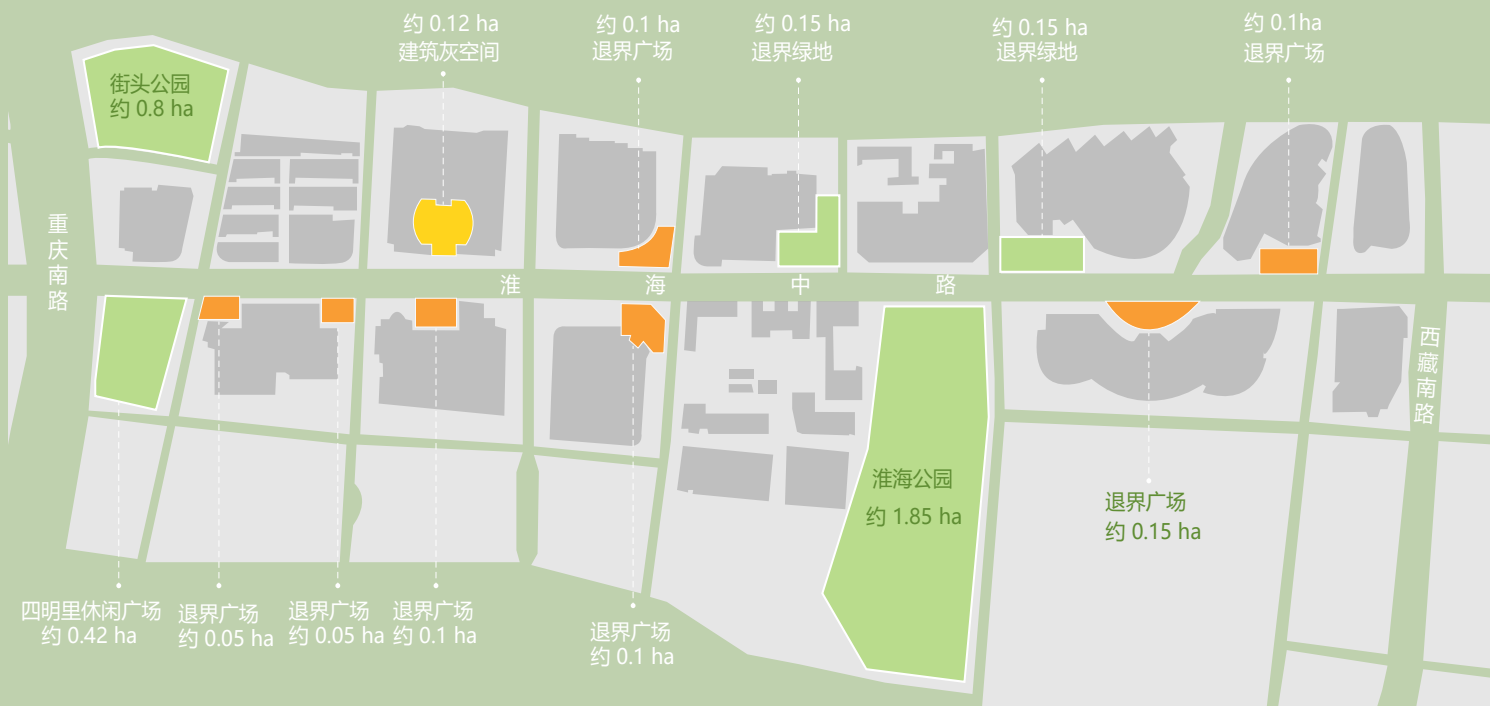 约 0.12 ha
建筑灰空间
约 0.1 ha
退界广场
约 0.15 ha
退界绿地
约 0.15 ha
退界绿地
约 0.1ha
退界广场
街头公园
约 0.8 ha
重庆南路
淮海中路
西藏南路
淮海公园
约 1.85 ha
退界广场
约 0.15 ha
四明里休闲广场
约 0.42 ha
退界广场
约 0.05 ha
退界广场
约 0.05 ha
退界广场
约 0.1 ha
退界广场
约 0.1 ha